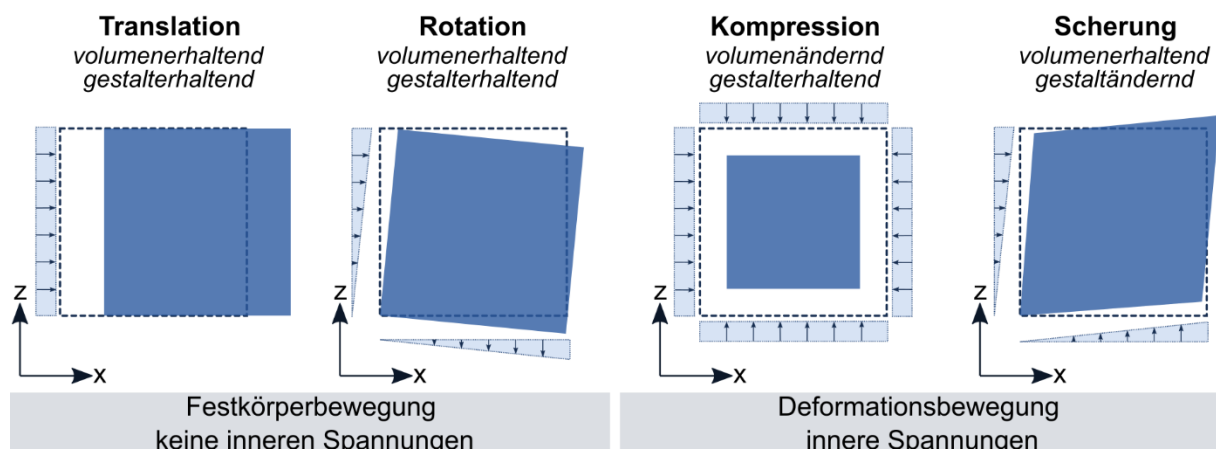 Translation
volumenerhaltend
gestalterhaltend
Rotation
volumenerhaltend
gestalterhaltend
Kompression
volumenändernd
gestalterhaltend
Scherung
volumenerhaltend
gestaltändernd
z
x
z
x
z
x
z
x
Festkörperbewegung
keine inneren Spannungen
Deformationsbewegung
innere Spannungen